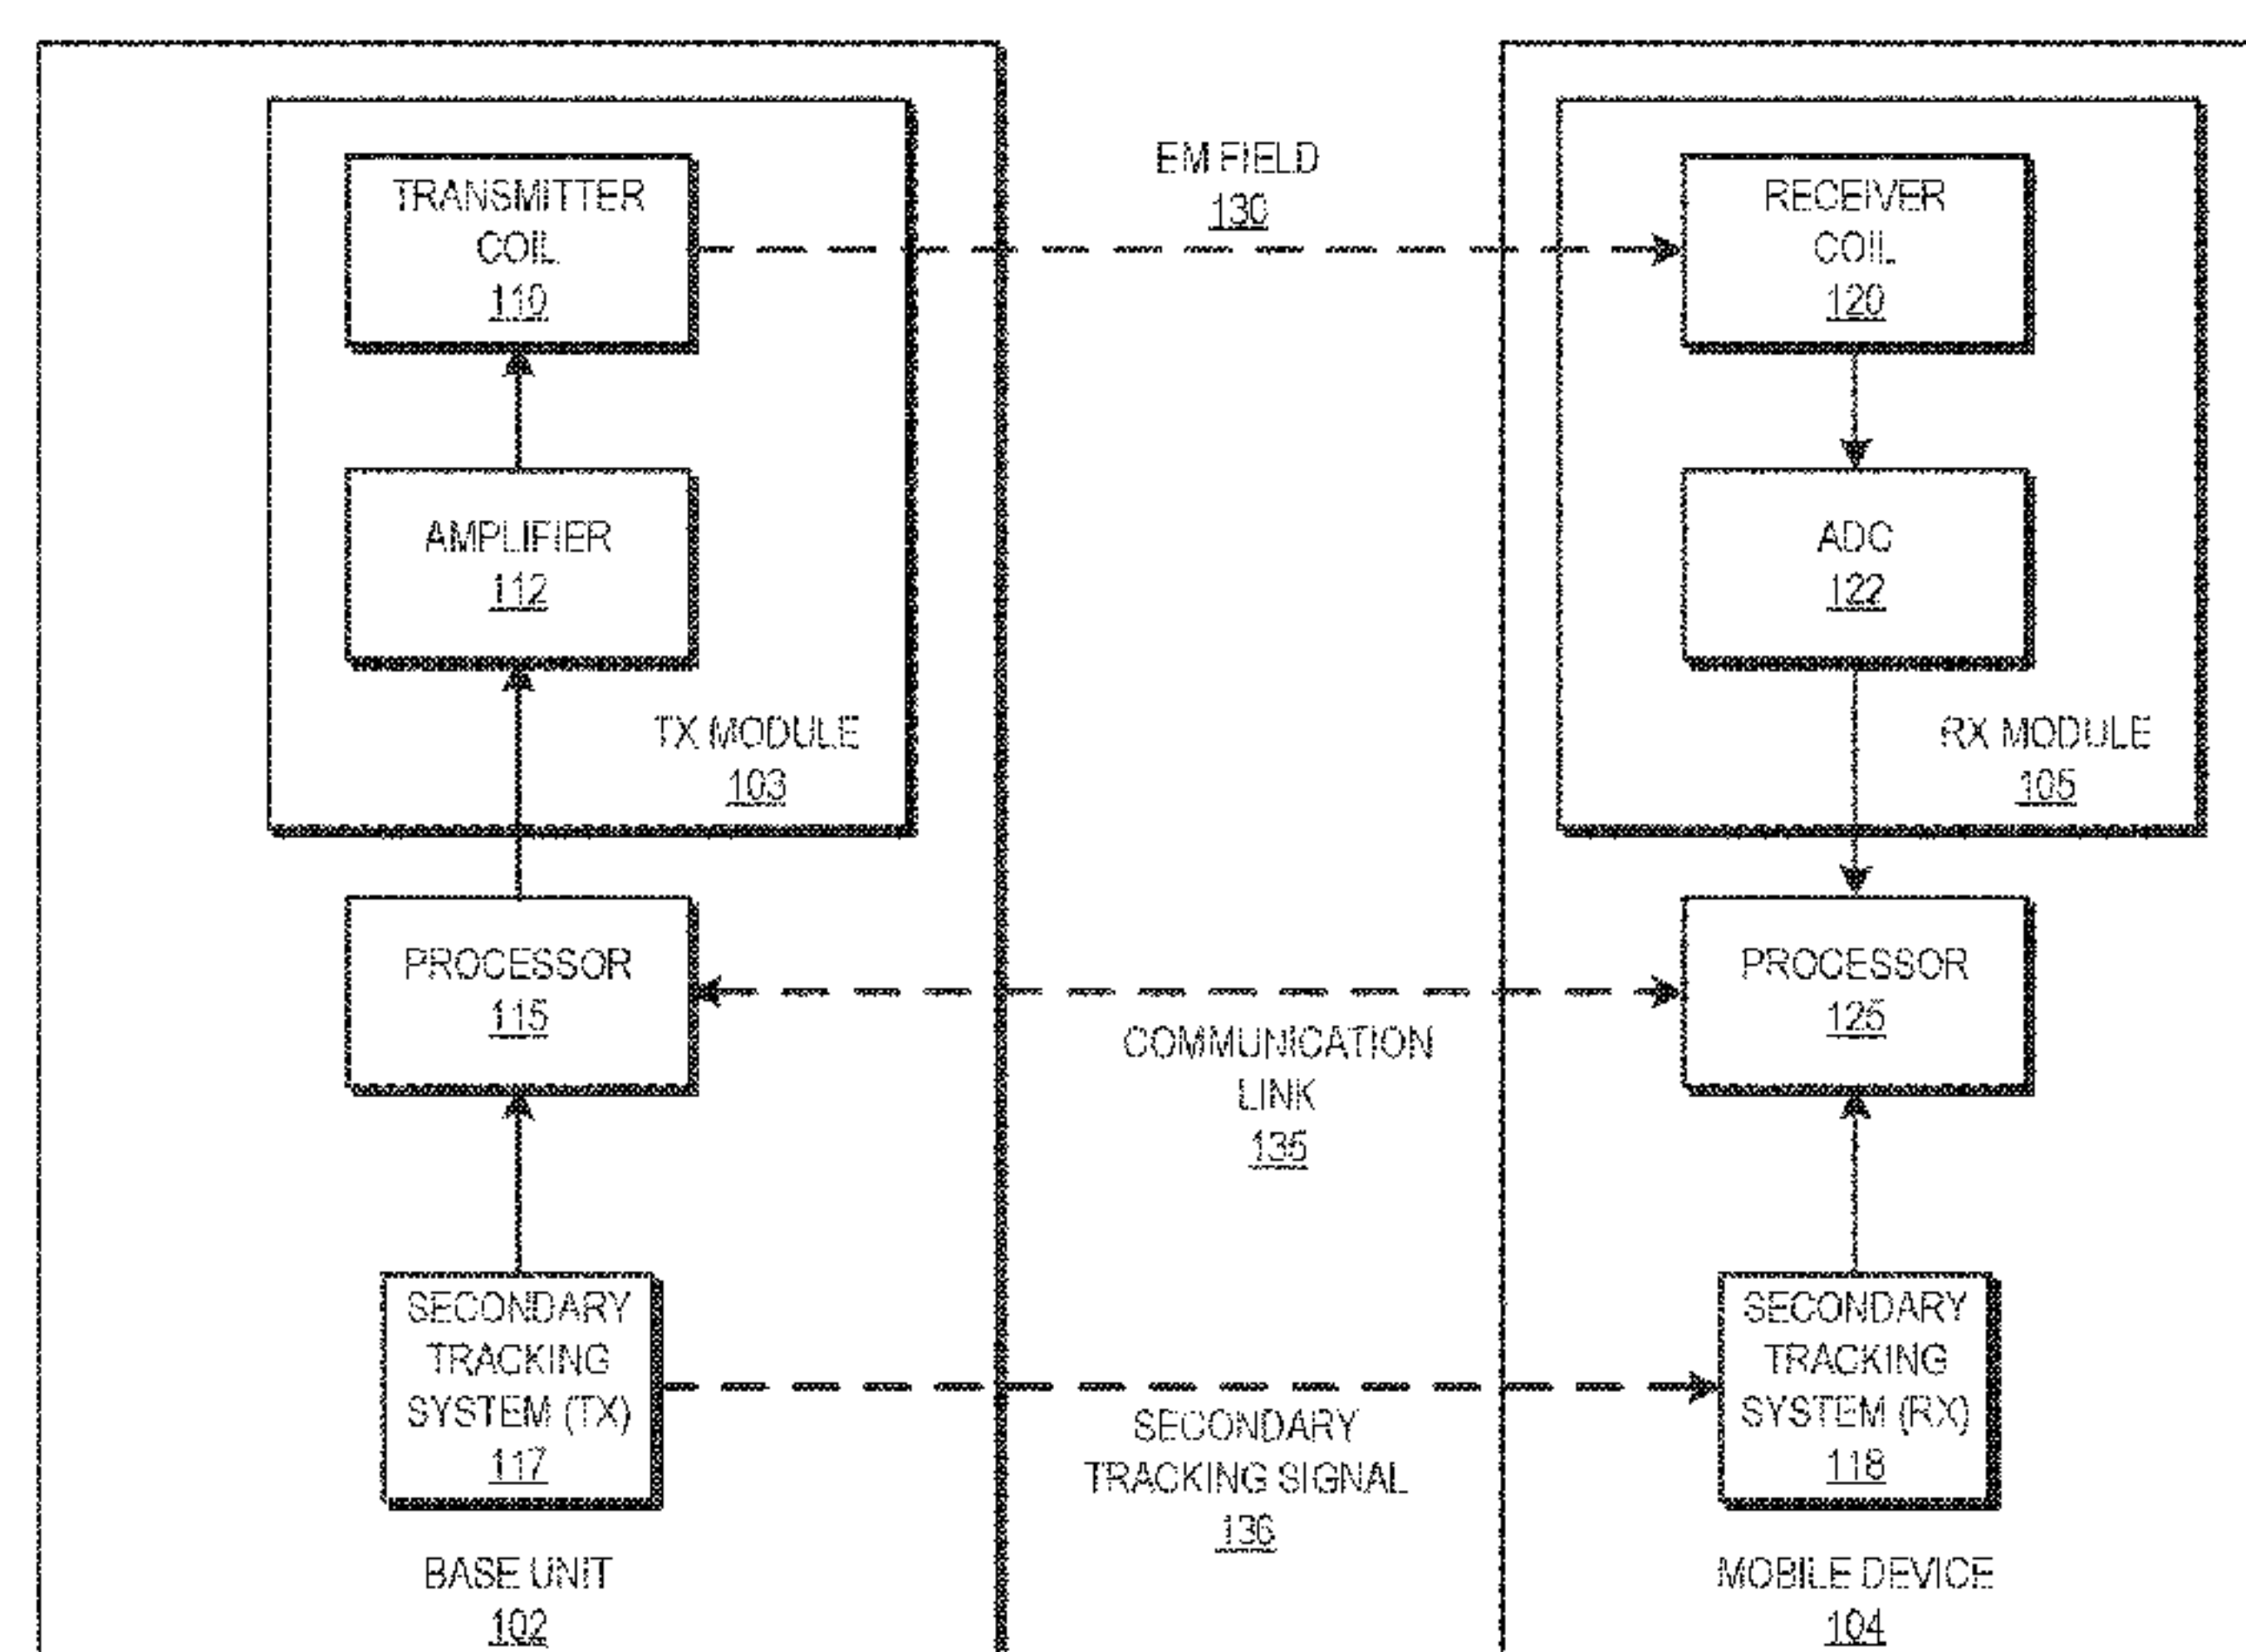 TRANSMITTER
COIL
110
AMPLIFIER
112
TX MODULE
103
PROCESSOR
115
SECONDARY
TRACKING
SYSTEM (TX)
117
BASE UNIT
102
EM FIELD
130
COMMUNICATION
LINK
135
SECONDARY
TRACKING SIGNAL
136
RECEIVER
COIL
120
ADC
122
RX MODULE
105
PROCESSOR
125
SECONDARY
TRACKING
SYSTEM (RX)
118
MOBILE DEVICE
104